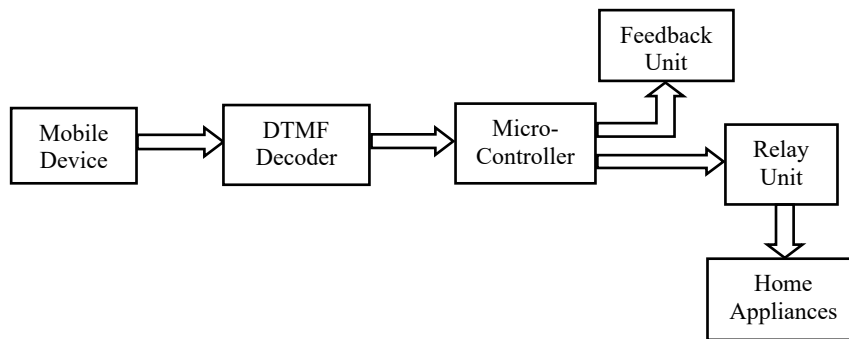 Feedback
Unit
Mobile
Device
DTMF
Decoder
Micro-
Controller
Relay
Unit
Home
Appliances